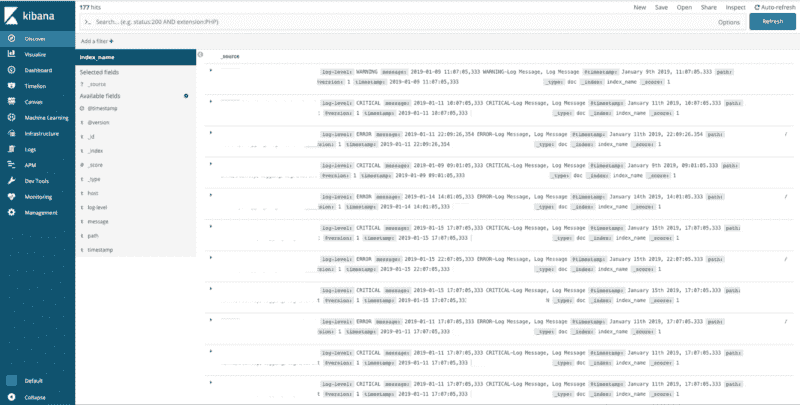 177 hits
New Save Open Share Inspect Auto-refresh
kibana
>_ Search... (e.g. status:200 AND extension:PHP)
Options
Refresh
Add a filter +
Discover
Visualize
Dashboard
Timelion
Canvas
Machine Learning
Infrastructure
Logs
APM
Dev Tools
Monitoring
Management
Default
Collapse
index_name
Selected fields
? _source
Available fields
@timestamp
t @version
t _id
t _index
# _score
t _type
t host
t log-level
t message
t path
t timestamp
_source
log-level: WARNING message: 2019-01-09 11:07:05,333 WARNING-Log Message, Log Message @timestamp: January 9th 2019, 11:07:05.333 path:
@version: 1 timestamp: 2019-01-09 11:07:05,333 _type: doc _index: index_name _score: 1
log-level: CRITICAL message: 2019-01-11 10:07:05,333 CRITICAL-Log Message, Log Message @timestamp: January 11th 2019, 10:07:05.333 path:
@version: 1 timestamp: 2019-01-11 10:07:05,333 _type: doc _index: index_name _score: 1
log-level: ERROR message: 2019-01-11 22:09:26,354 ERROR-Log Message, Log Message @timestamp: January 11th 2019, 22:09:26.354 path: /
sion: 1 timestamp: 2019-01-11 22:09:26,354 _type: doc _index: index_name _score: 1
log-level: CRITICAL message: 2019-01-09 09:01:05,333 CRITICAL-Log Message, Log Message @timestamp: January 9th 2019, 09:01:05.333 path:
@version: 1 timestamp: 2019-01-09 09:01:05,333 _type: doc _index: index_name _score: 1
log-level: ERROR message: 2019-01-14 14:01:05,333 ERROR-Log Message, Log Message @timestamp: January 14th 2019, 14:01:05.333 path: /
sion: 1 timestamp: 2019-01-14 14:01:05,333 _type: doc _index: index_name _score: 1
log-level: CRITICAL message: 2019-01-15 17:07:05,333 CRITICAL-Log Message, Log Message @timestamp: January 15th 2019, 17:07:05.333 path:
@version: 1 timestamp: 2019-01-15 17:07:05,333 _type: doc _index: index_name _score: 1
log-level: ERROR message: 2019-01-15 22:07:05,333 ERROR-Log Message, Log Message @timestamp: January 15th 2019, 22:07:05.333 path: /
sion: 1 timestamp: 2019-01-15 22:07:05,333 _type: doc _index: index_name _score: 1
log-level: CRITICAL message: 2019-01-15 17:07:05,333 CRITICAL-Log Message, Log Message @timestamp: January 15th 2019, 17:07:05.333 path:
@version: 1 timestamp: 2019-01-15 17:07:05,333 _type: doc _index: index_name _score: 1
log-level: ERROR message: 2019-01-11 17:07:05,333 ERROR-Log Message, Log Message @timestamp: January 11th 2019, 17:07:05.333 path: /
sion: 1 timestamp: 2019-01-11 17:07:05,333 _type: doc _index: index_name _score: 1
log-level: CRITICAL message: 2019-01-11 17:07:05,333 CRITICAL-Log Message, Log Message @timestamp: January 11th 2019, 17:07:05.333 path:
@version: 1 timestamp: 2019-01-11 17:07:05,333 _type: doc _index: index_name _score: 1
log-level: CRITICAL message: 2019-01-11 17:07:05,333 CRITICAL-Log Message, Log Message @timestamp: January 11th 2019, 17:07:05.333 path: /
@version: 1 timestamp: 2019-01-11 17:07:05,333 _type: doc _index: index_name _score: 1